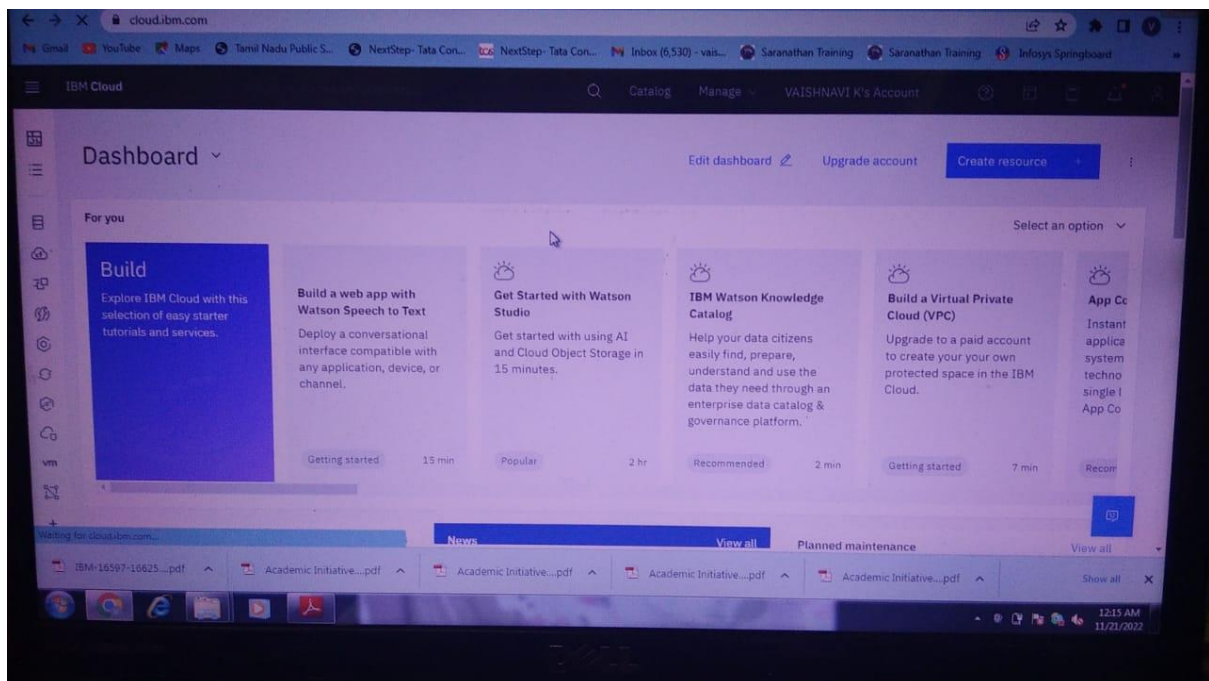 cloud.ibm.com
Gmail YouTube Maps Tamil Nadu Public S... NextStep- Tata Con... NextStep- Tata Con... Inbox (6,530) - vais... Saranathan Training Saranathan Training Infosys Springboard
IBM Cloud Catalog Manage VAISHNAVI K's Account
Dashboard Edit dashboard Upgrade account Create resource +
For you Select an option
Build
Explore IBM Cloud with this
selection of easy starter
tutorials and services.
Build a web app with
Watson Speech to Text
Deploy a conversational
interface compatible with
any application, device, or
channel.
Getting started 15 min
Get Started with Watson
Studio
Get started with using AI
and Cloud Object Storage in
15 minutes.
Popular 2 hr
IBM Watson Knowledge
Catalog
Help your data citizens
easily find, prepare,
understand and use the
data they need through an
enterprise data catalog &
governance platform.
Recommended 2 min
Build a Virtual Private
Cloud (VPC)
Upgrade to a paid account
to create your your own
protected space in the IBM
Cloud.
Getting started 7 min
App Co
Instant
applica
system
techno
single l
App Co
Recom
vm
Waiting for cloud.ibm.com...
News View all
Planned maintenance View all
IBM-16597-16625....pdf Academic Initiative....pdf Academic Initiative....pdf Academic Initiative....pdf Academic Initiative....pdf Show all
12:15 AM
11/21/2022
DELL